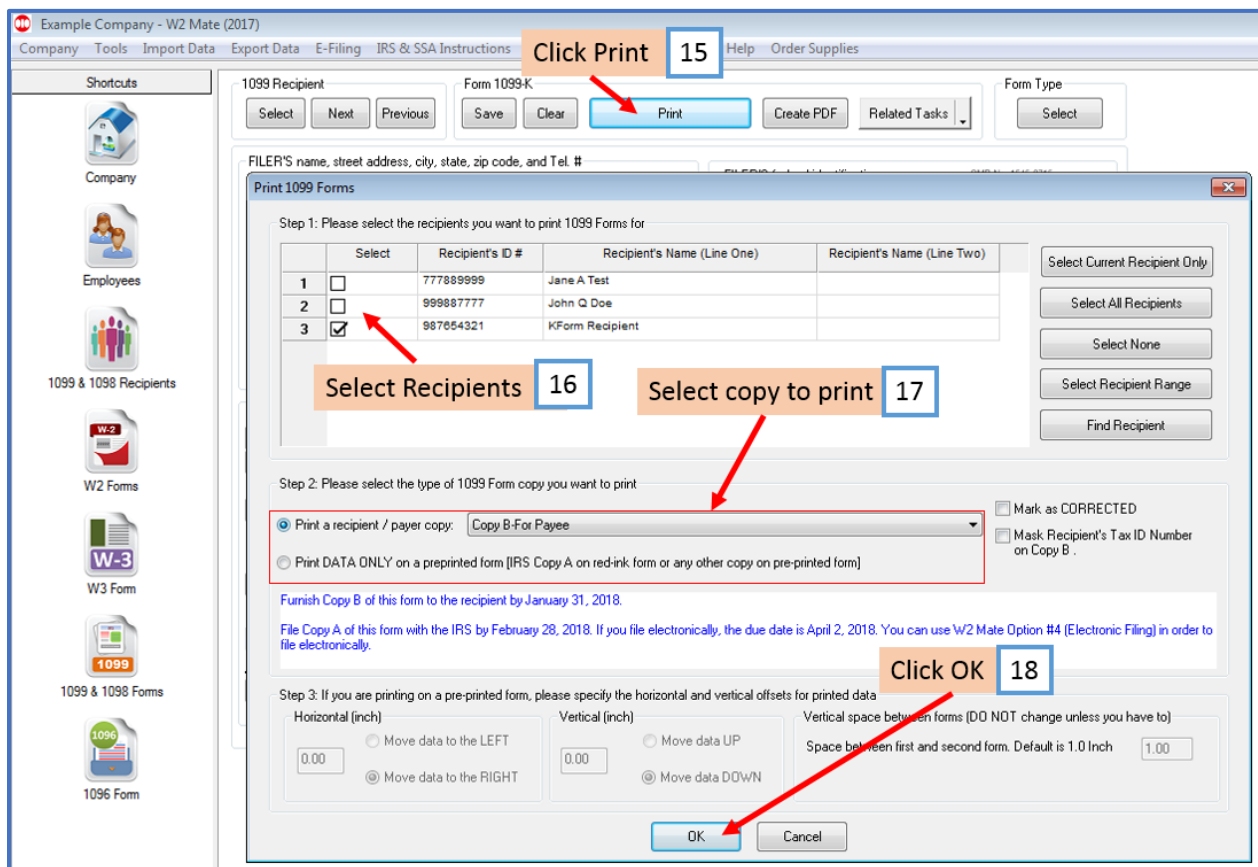 Example Company - W2 Mate (2017)
Company Tools Import Data Export Data E-Filing IRS & SSA Instructions Help Order Supplies
Click Print 15
Shortcuts
Company
Employees
1099 & 1098 Recipients
W-2
W2 Forms
W-3
W3 Form
1099
1099 & 1098 Forms
1096
1096 Form
1099 Recipient
Select Next Previous
Form 1099-K
Save Clear Print Create PDF Related Tasks
Form Type
Select
FILER'S name, street address, city, state, zip code, and Tel. #
Print 1099 Forms
Step 1: Please select the recipients you want to print 1099 Forms for
Select Recipient's ID # Recipient's Name (Line One) Recipient's Name (Line Two)
1 777889999 Jane A Test
2 999887777 John Q Doe
3 987654321 KForm Recipient
Select Current Recipient Only
Select All Recipients
Select None
Select Recipient Range
Find Recipient
Select Recipients 16
Select copy to print 17
Step 2: Please select the type of 1099 Form copy you want to print
Print a recipient / payer copy: Copy B-For Payee
Print DATA ONLY on a preprinted form [IRS Copy A on red-ink form or any other copy on pre-printed form]
Mark as CORRECTED
Mask Recipient's Tax ID Number
on Copy B .
Furnish Copy B of this form to the recipient by January 31, 2018.
File Copy A of this form with the IRS by February 28, 2018. If you file electronically, the due date is April 2, 2018. You can use W2 Mate Option #4 (Electronic Filing) in order to
file electronically.
Click OK 18
Step 3: If you are printing on a pre-printed form, please specify the horizontal and vertical offsets for printed data
Horizontal (inch)
0.00
Move data to the LEFT
Move data to the RIGHT
Vertical (inch)
0.00
Move data UP
Move data DOWN
Vertical space between forms (DO NOT change unless you have to)
Space between first and second form. Default is 1.0 Inch 1.00
OK Cancel